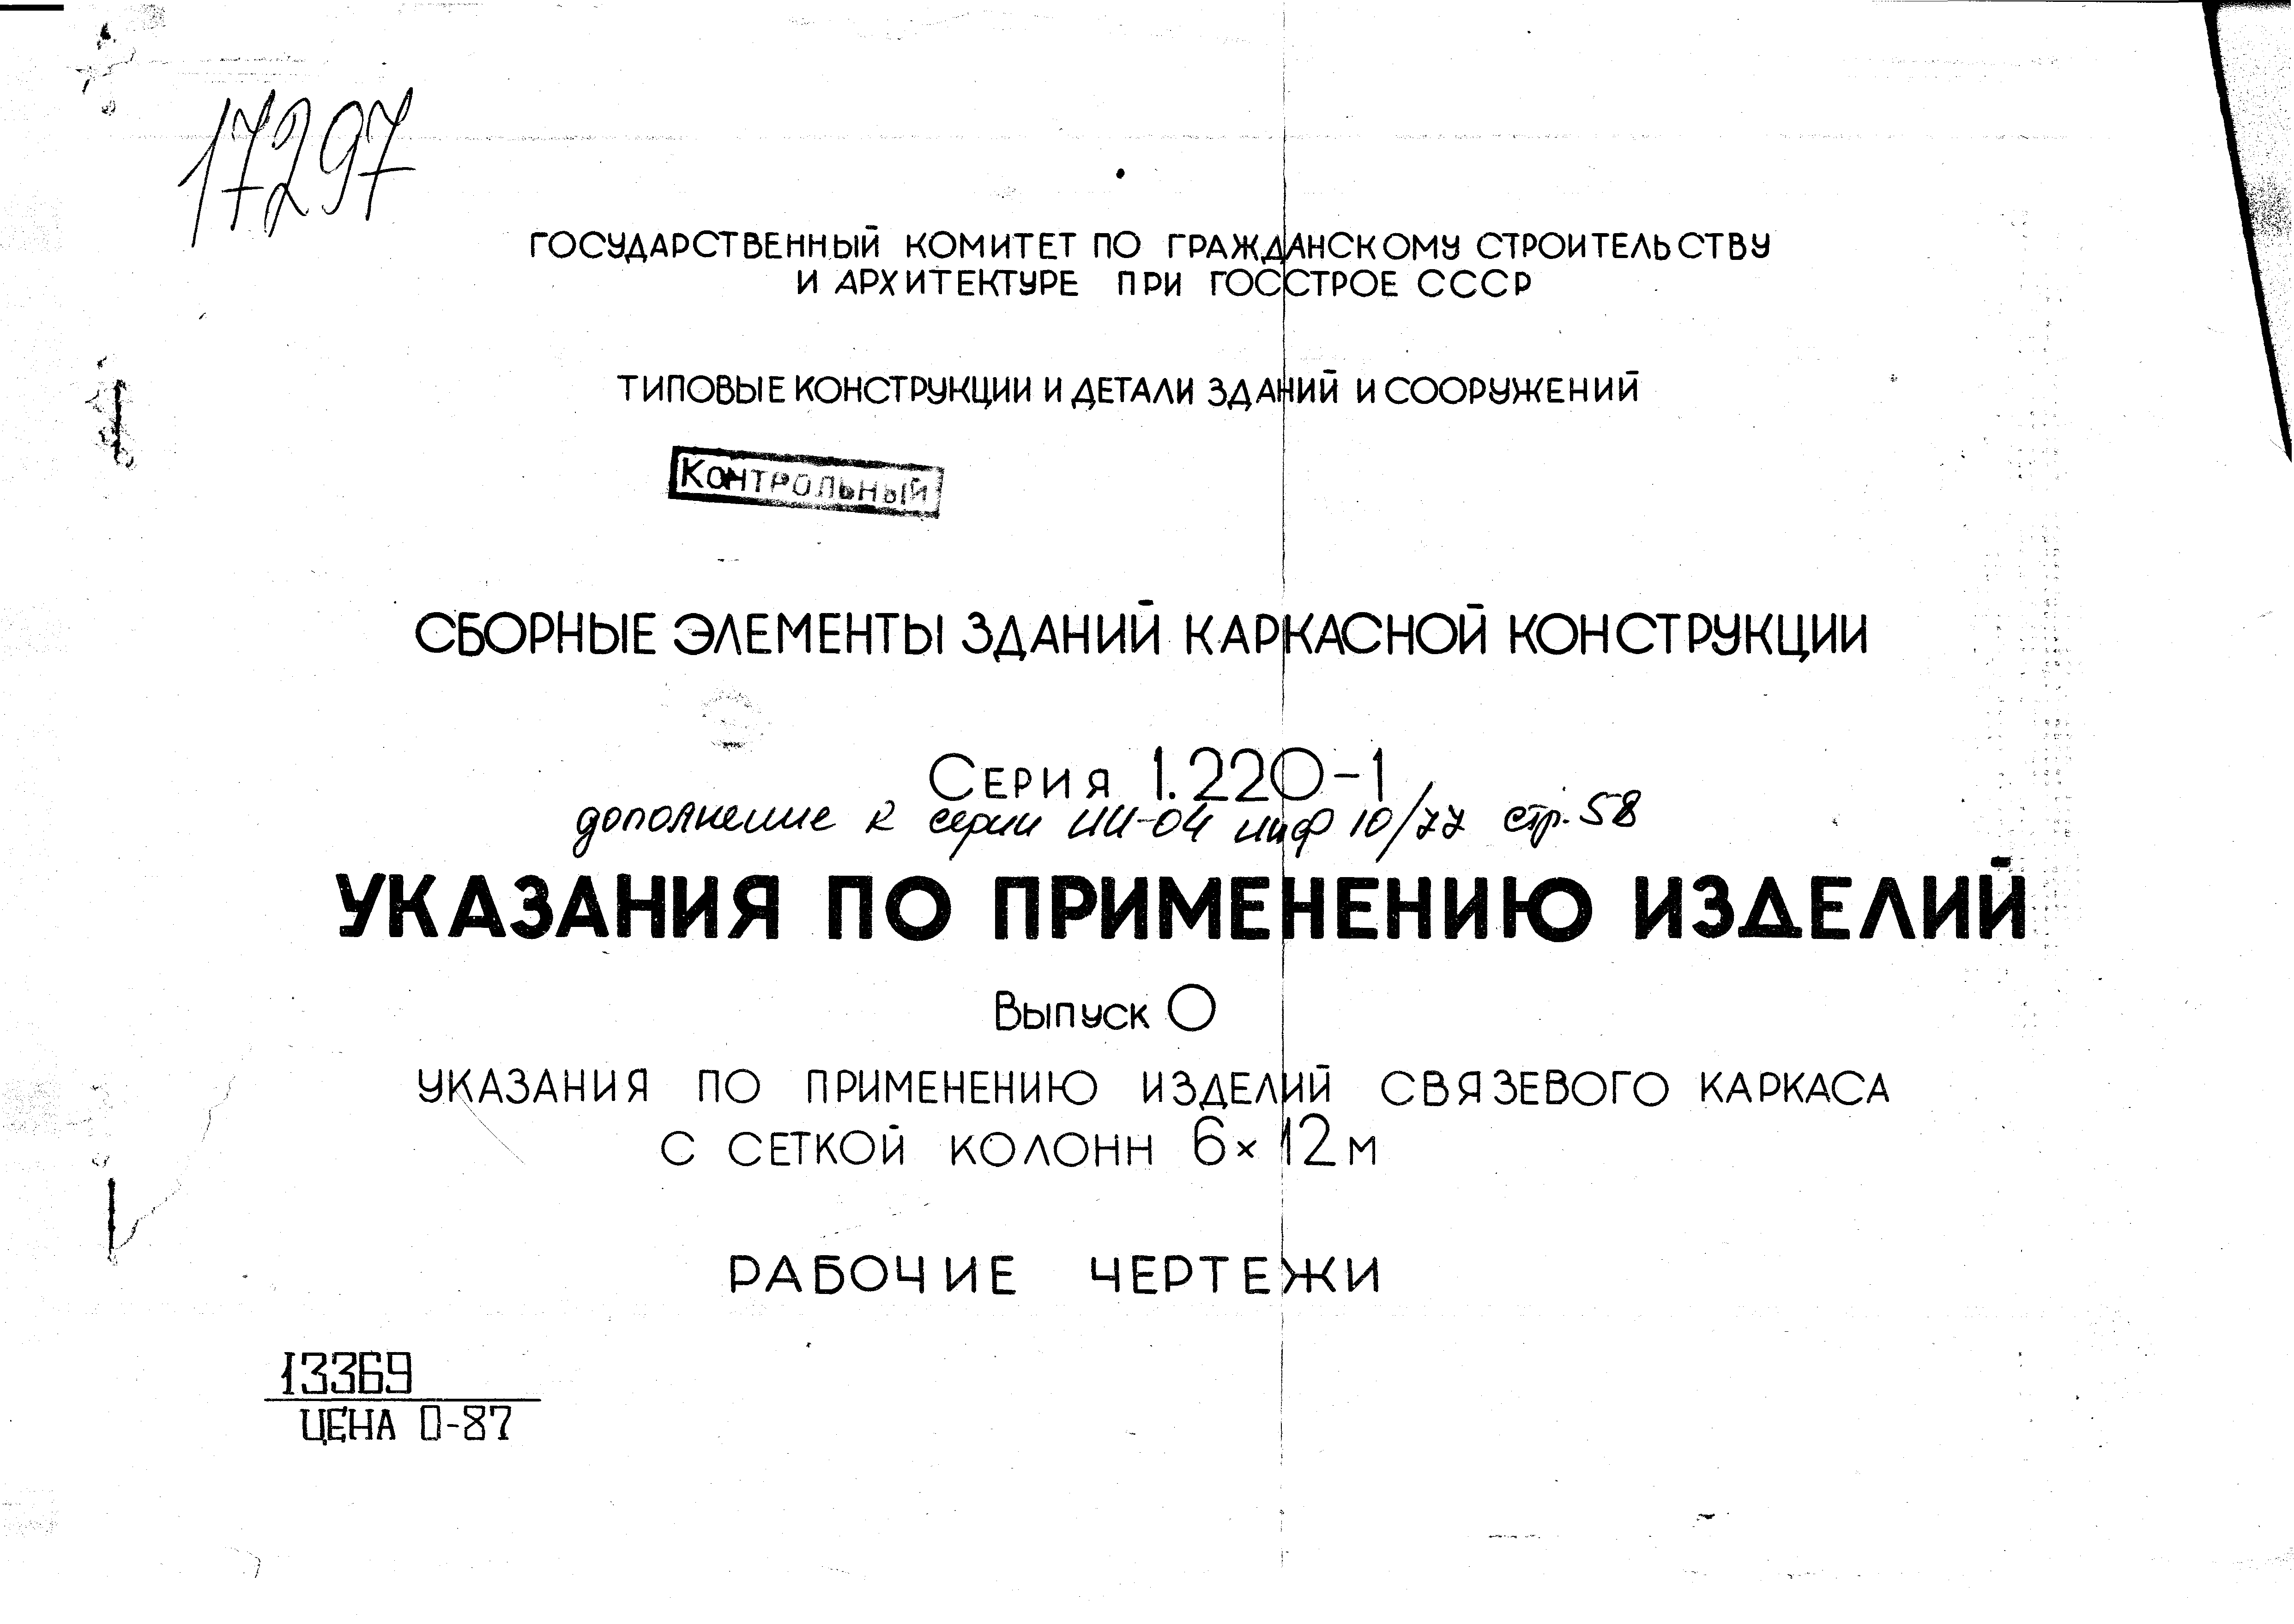 17297
ГОСУДАРСТВЕННЫЙ КОМИТЕТ ПО ГРАЖДАНСКОМУ СТРОИТЕЛЬСТВУ
И АРХИТЕКТУРЕ ПРИ ГОССТРОЕ СССР
ТИПОВЫЕ КОНСТРУКЦИИ И ДЕТАЛИ ЗДАНИЙ И СООРУЖЕНИЙ
КОНТРОЛЬНЫЙ
СБОРНЫЕ ЭЛЕМЕНТЫ ЗДАНИЙ КАРКАСНОЙ КОНСТРУКЦИИ
СЕРИЯ 1.220-1
дополнение к серии ИИ-04 инф 10/77 стр. 58
УКАЗАНИЯ ПО ПРИМЕНЕНИЮ ИЗДЕЛИЙ
Выпуск 0
УКАЗАНИЯ ПО ПРИМЕНЕНИЮ ИЗДЕЛИЙ СВЯЗЕВОГО КАРКАСА
С СЕТКОЙ КОЛОНН 6×12 М
РАБОЧИЕ ЧЕРТЕЖИ
13369
ЦЕНА 0-87